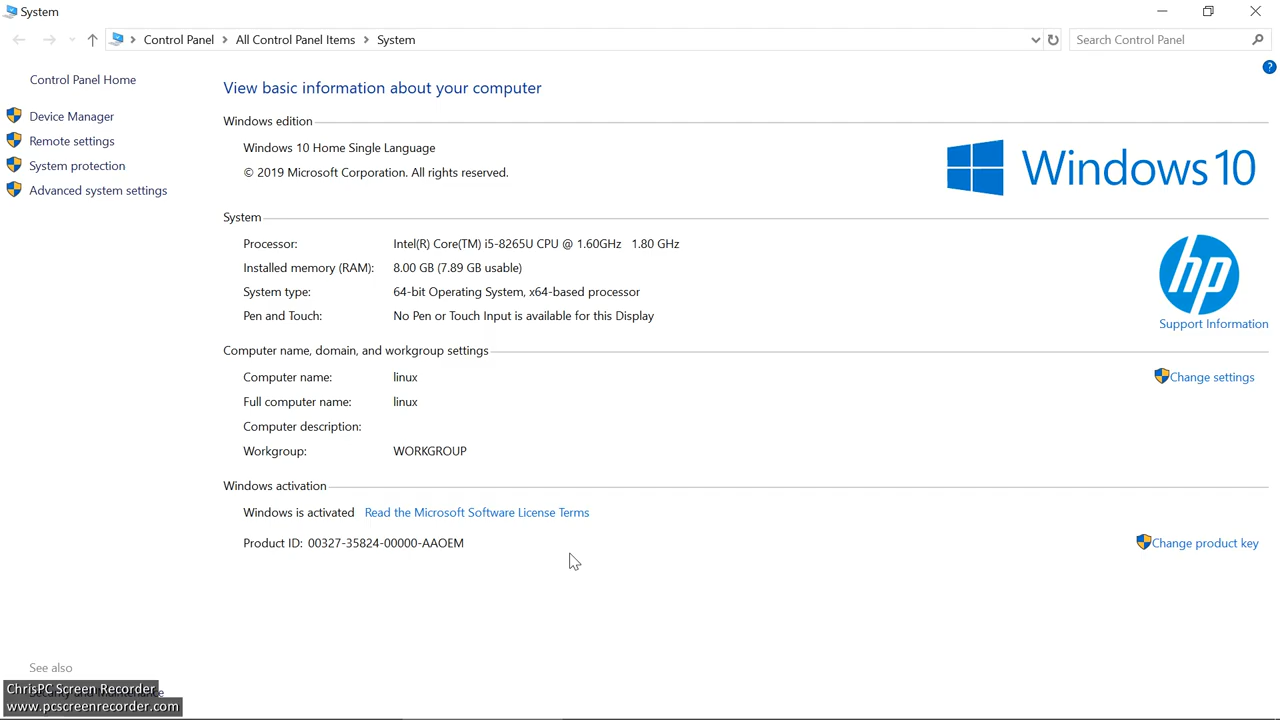 System
Control Panel > All Control Panel Items > System
Search Control Panel
Control Panel Home
Device Manager
Remote settings
System protection
Advanced system settings
See also
Security and Maintenance
View basic information about your computer
Windows edition
Windows 10 Home Single Language
© 2019 Microsoft Corporation. All rights reserved.
Windows 10
System
Processor: Intel(R) Core(TM) i5-8265U CPU @ 1.60GHz 1.80 GHz
Installed memory (RAM): 8.00 GB (7.89 GB usable)
System type: 64-bit Operating System, x64-based processor
Pen and Touch: No Pen or Touch Input is available for this Display
hp
Support Information
Computer name, domain, and workgroup settings
Computer name: linux
Change settings
Full computer name: linux
Computer description:
Workgroup: WORKGROUP
Windows activation
Windows is activated Read the Microsoft Software License Terms
Product ID: 00327-35824-00000-AAOEM
Change product key
ChrisPC Screen Recorder
www.pcscreenrecorder.com